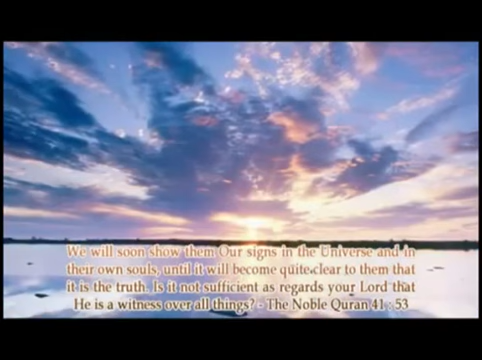 We will soon show them Our signs in the Universe and in
their own souls, until it will become quite clear to them that
it is the truth. Is it not sufficient as regards your Lord that
He is a witness over all things? - The Noble Quran 41 : 53